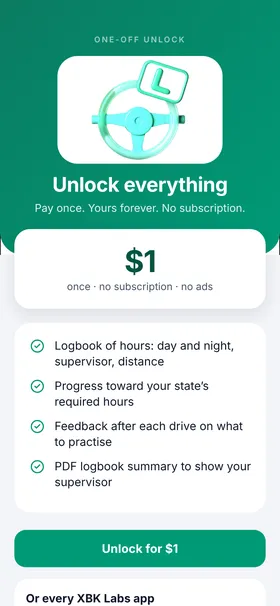 ONE-OFF UNLOCK
L
Unlock everything
Pay once. Yours forever. No subscription.
$1
once · no subscription · no ads
Logbook of hours: day and night,
supervisor, distance
Progress toward your state’s
required hours
Feedback after each drive on what
to practise
PDF logbook summary to show your
supervisor
Unlock for $1
Or every XBK Labs app